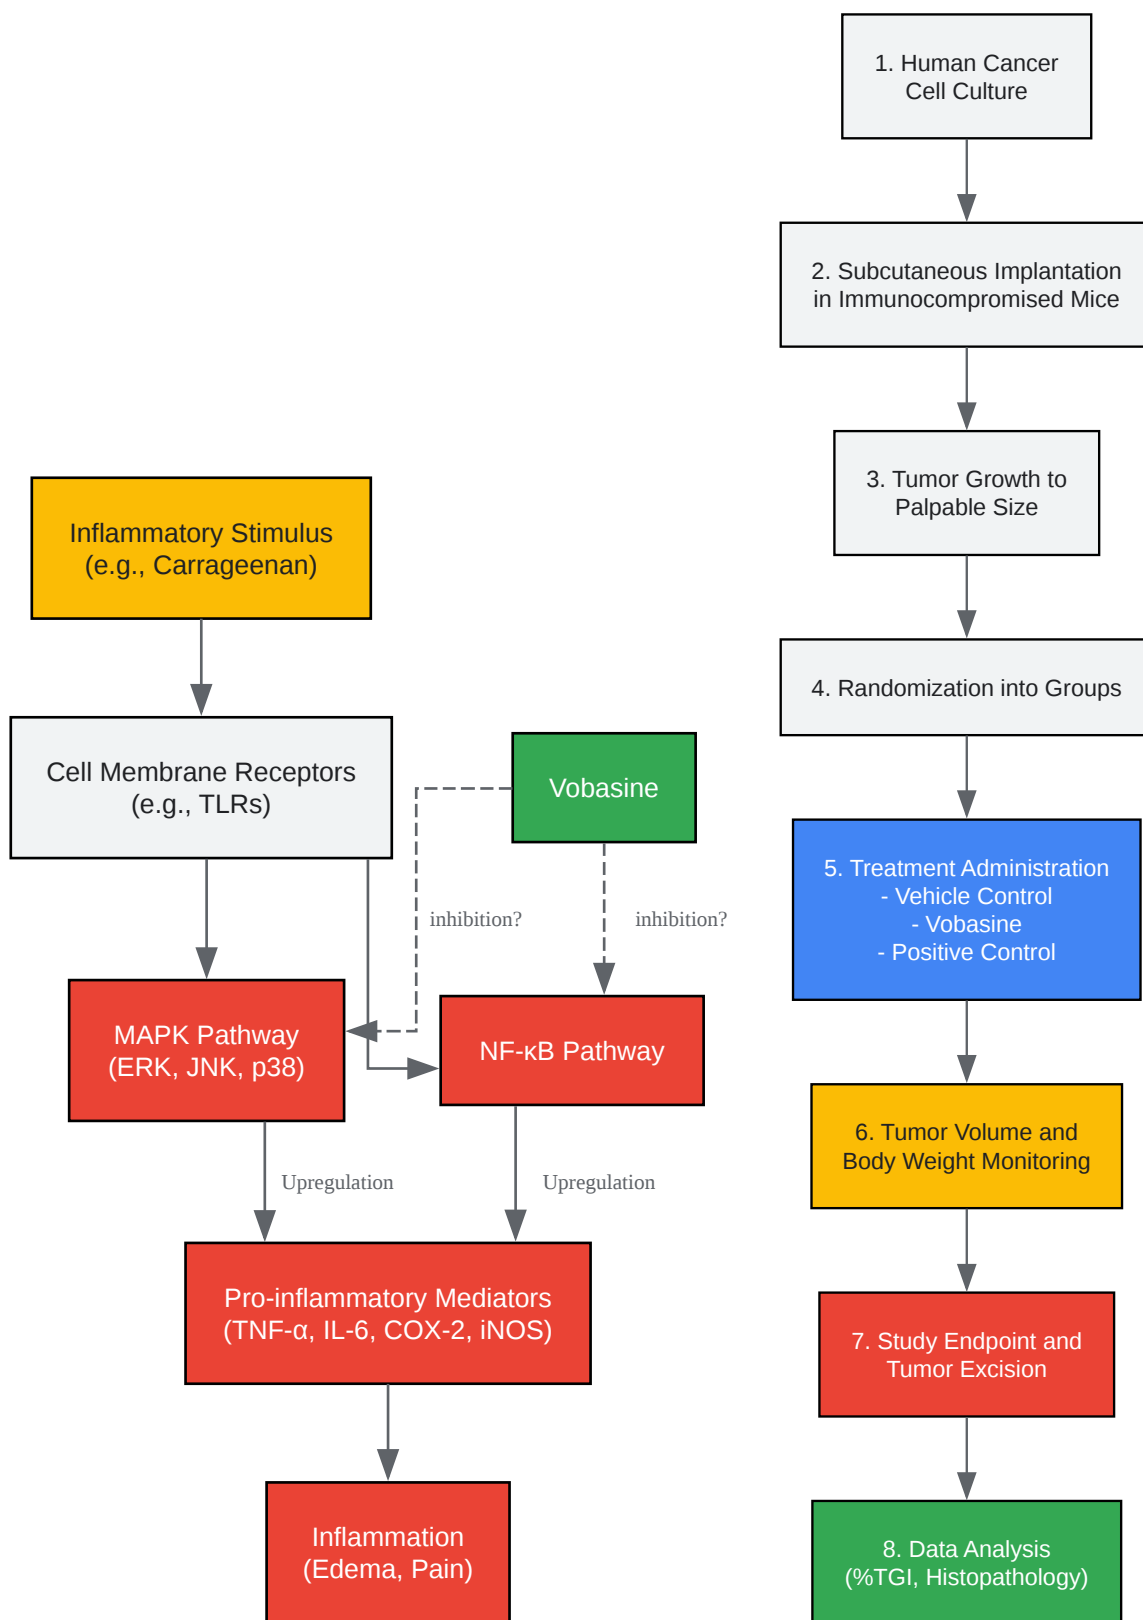 Inflammatory Stimulus
(e.g., Carrageenan)
Cell Membrane Receptors
(e.g., TLRs)
Vobasine
inhibition?
inhibition?
MAPK Pathway
(ERK, JNK, p38)
NF-κB Pathway
Upregulation
Upregulation
Pro-inflammatory Mediators
(TNF-α, IL-6, COX-2, iNOS)
Inflammation
(Edema, Pain)
1. Human Cancer
Cell Culture
2. Subcutaneous Implantation
in Immunocompromised Mice
3. Tumor Growth to
Palpable Size
4. Randomization into Groups
5. Treatment Administration
- Vehicle Control
- Vobasine
- Positive Control
6. Tumor Volume and
Body Weight Monitoring
7. Study Endpoint and
Tumor Excision
8. Data Analysis
(%TGI, Histopathology)